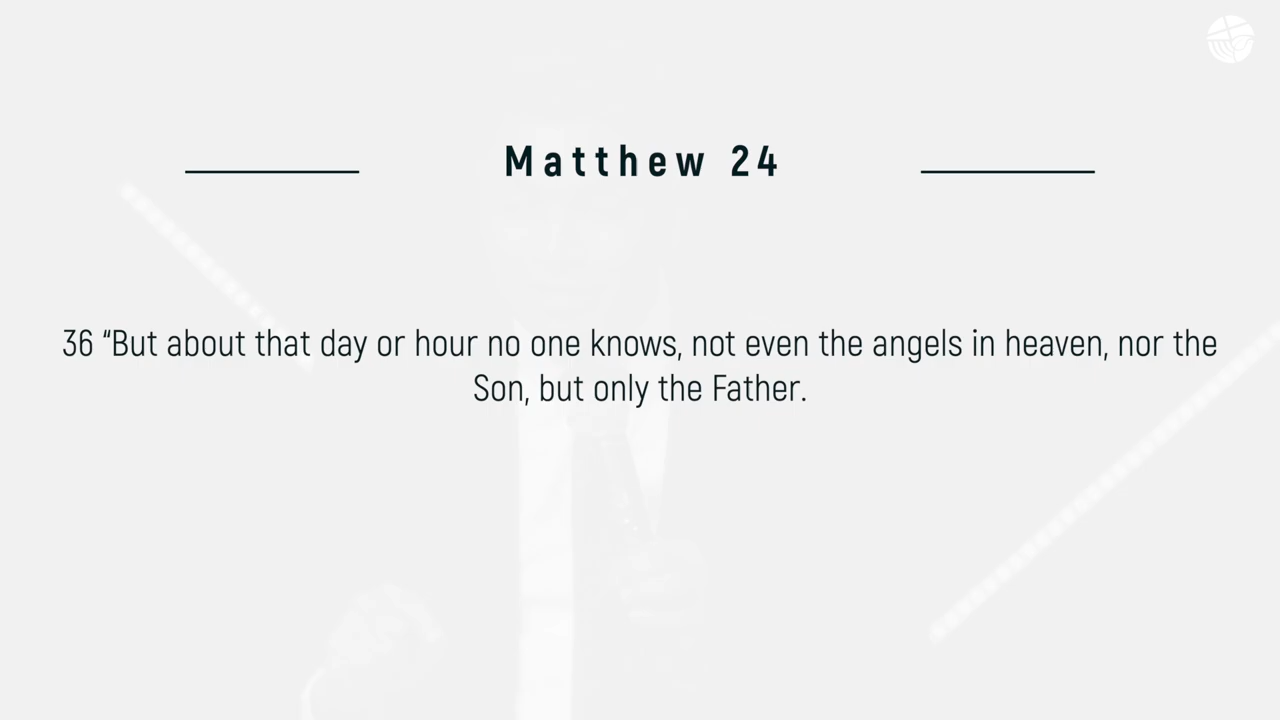 Matthew 24
36 “But about that day or hour no one knows, not even the angels in heaven, nor the
Son, but only the Father.